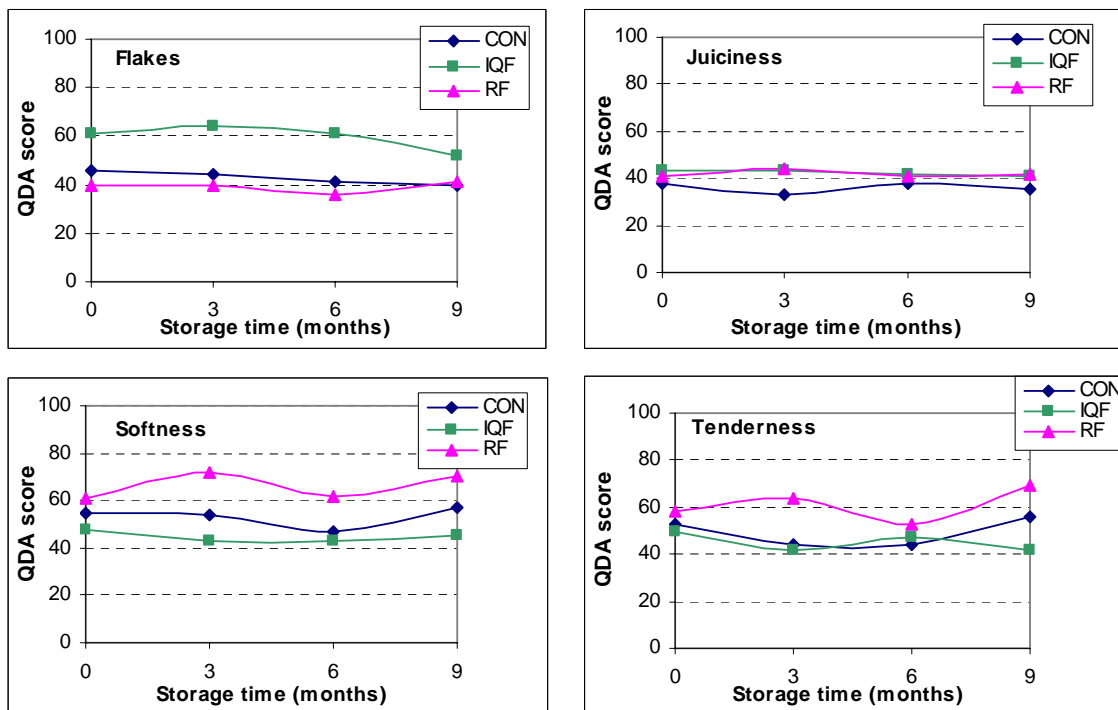 Flakes
CON
IQF
RF
100
80
60
40
20
0
QDA score
0 3 6 9
Storage time (months)
Juiciness
CON
IQF
RF
100
80
60
40
20
0
QDA score
0 3 6 9
Storage time (months)
Softness
CON
IQF
RF
100
80
60
40
20
0
QDA score
0 3 6 9
Storage time (months)
Tenderness
CON
IQF
RF
100
80
60
40
20
0
QDA score
0 3 6 9
Storage time (months)